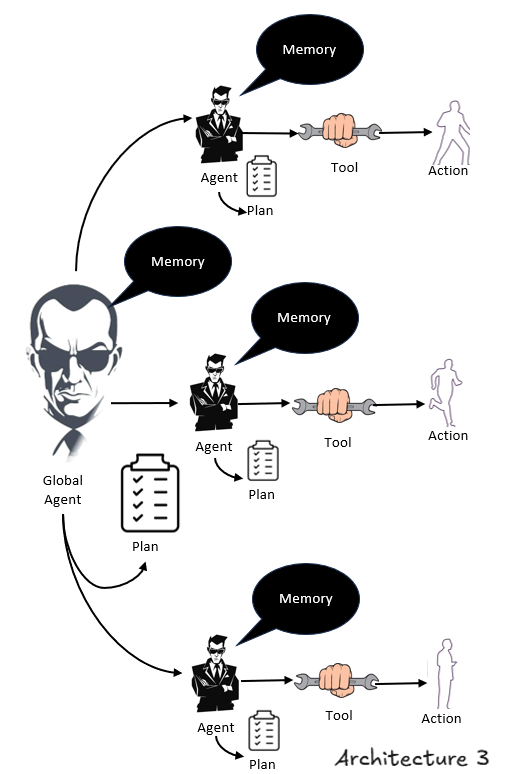 Memory
Agent
Tool
Action
Plan
Memory
Memory
Agent
Tool
Action
Plan
Global
Agent
Plan
Memory
Agent
Tool
Action
Plan
Architecture 3